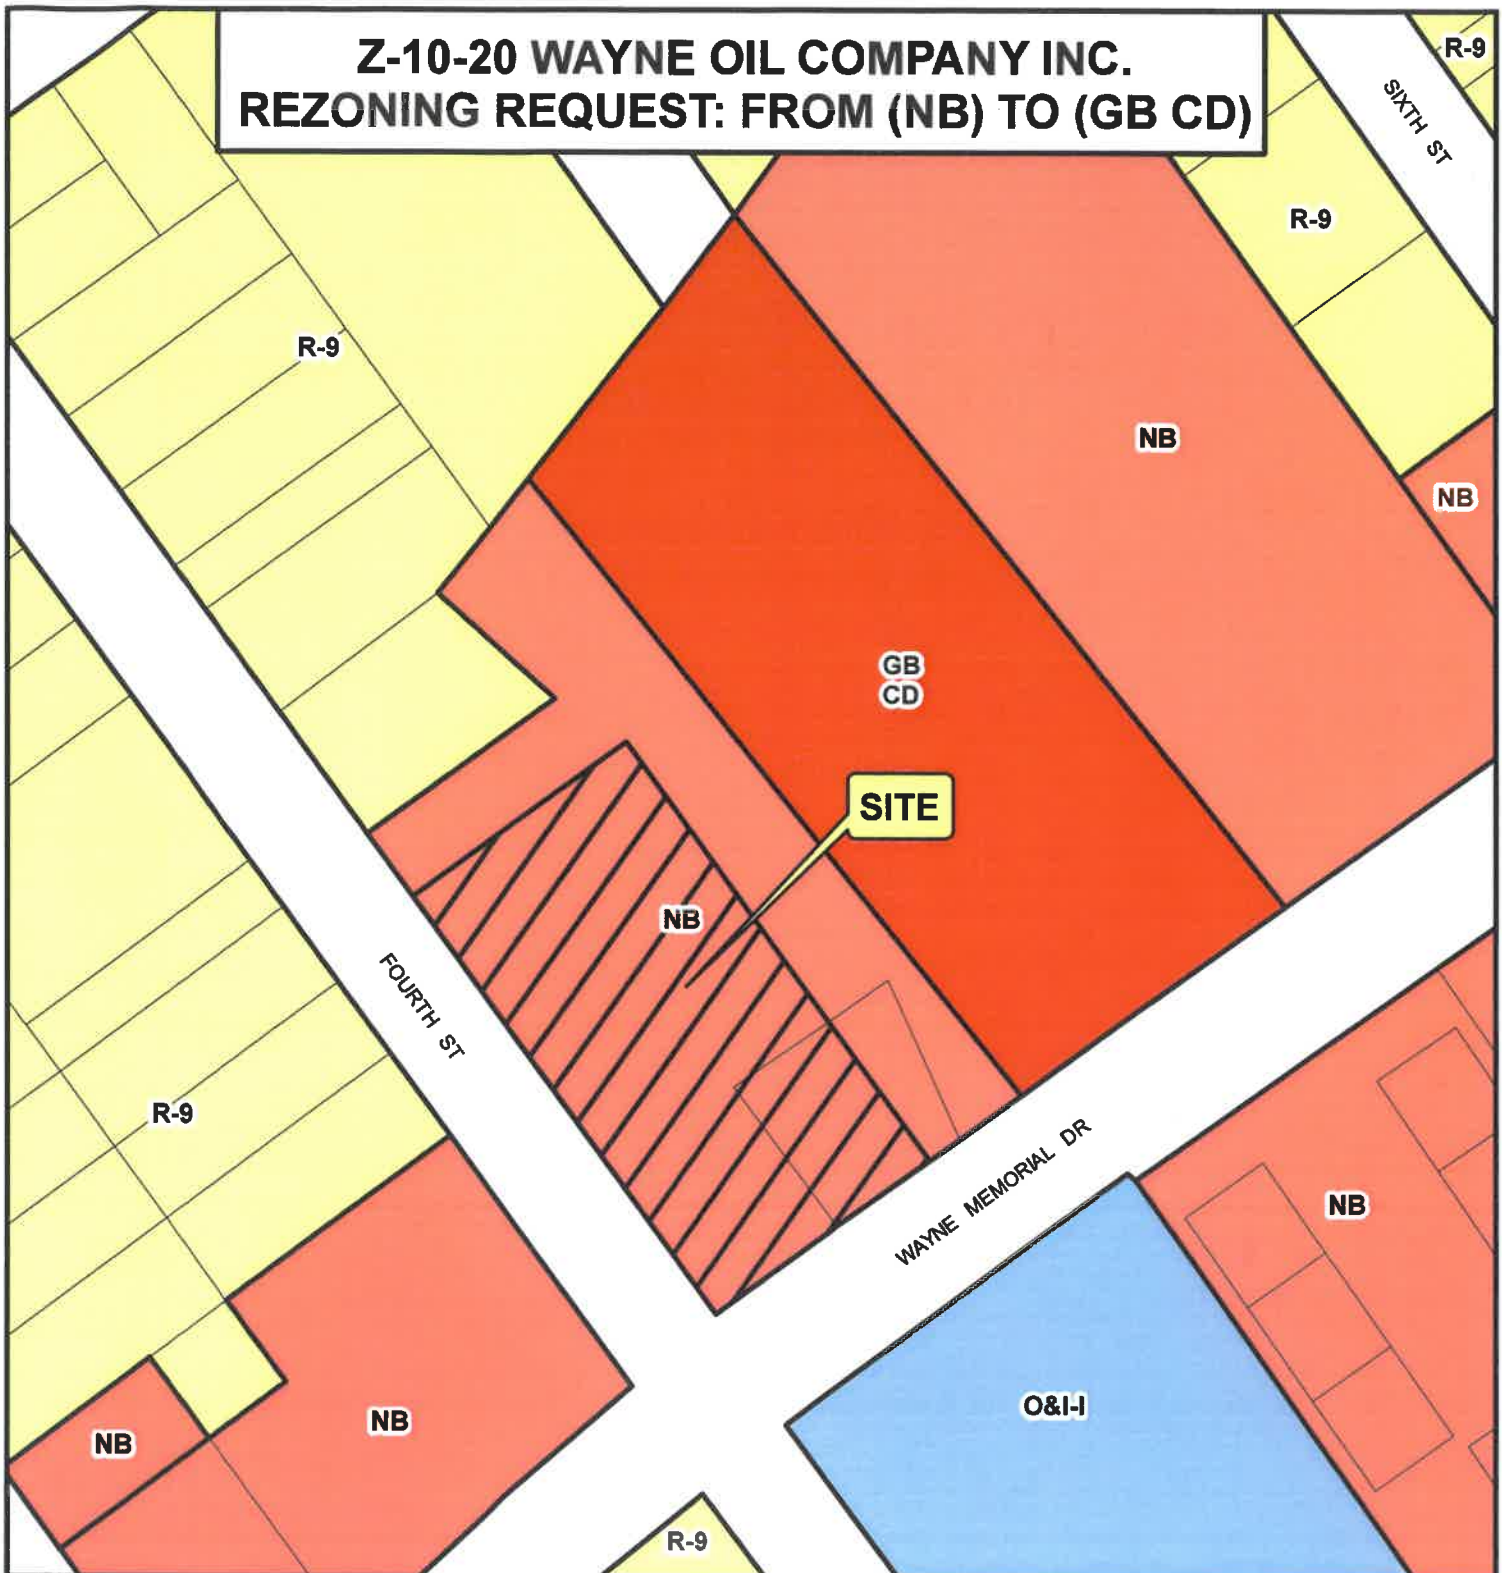 Z-10-20 WAYNE OIL COMPANY INC.
REZONING REQUEST: FROM (NB) TO (GB CD)
R-9
SIXTH ST
R-9
R-9
NB
NB
GB
CD
SITE
NB
FOURTH ST
R-9
WAYNE MEMORIAL DR
NB
O&I-I
NB
NB
R-9